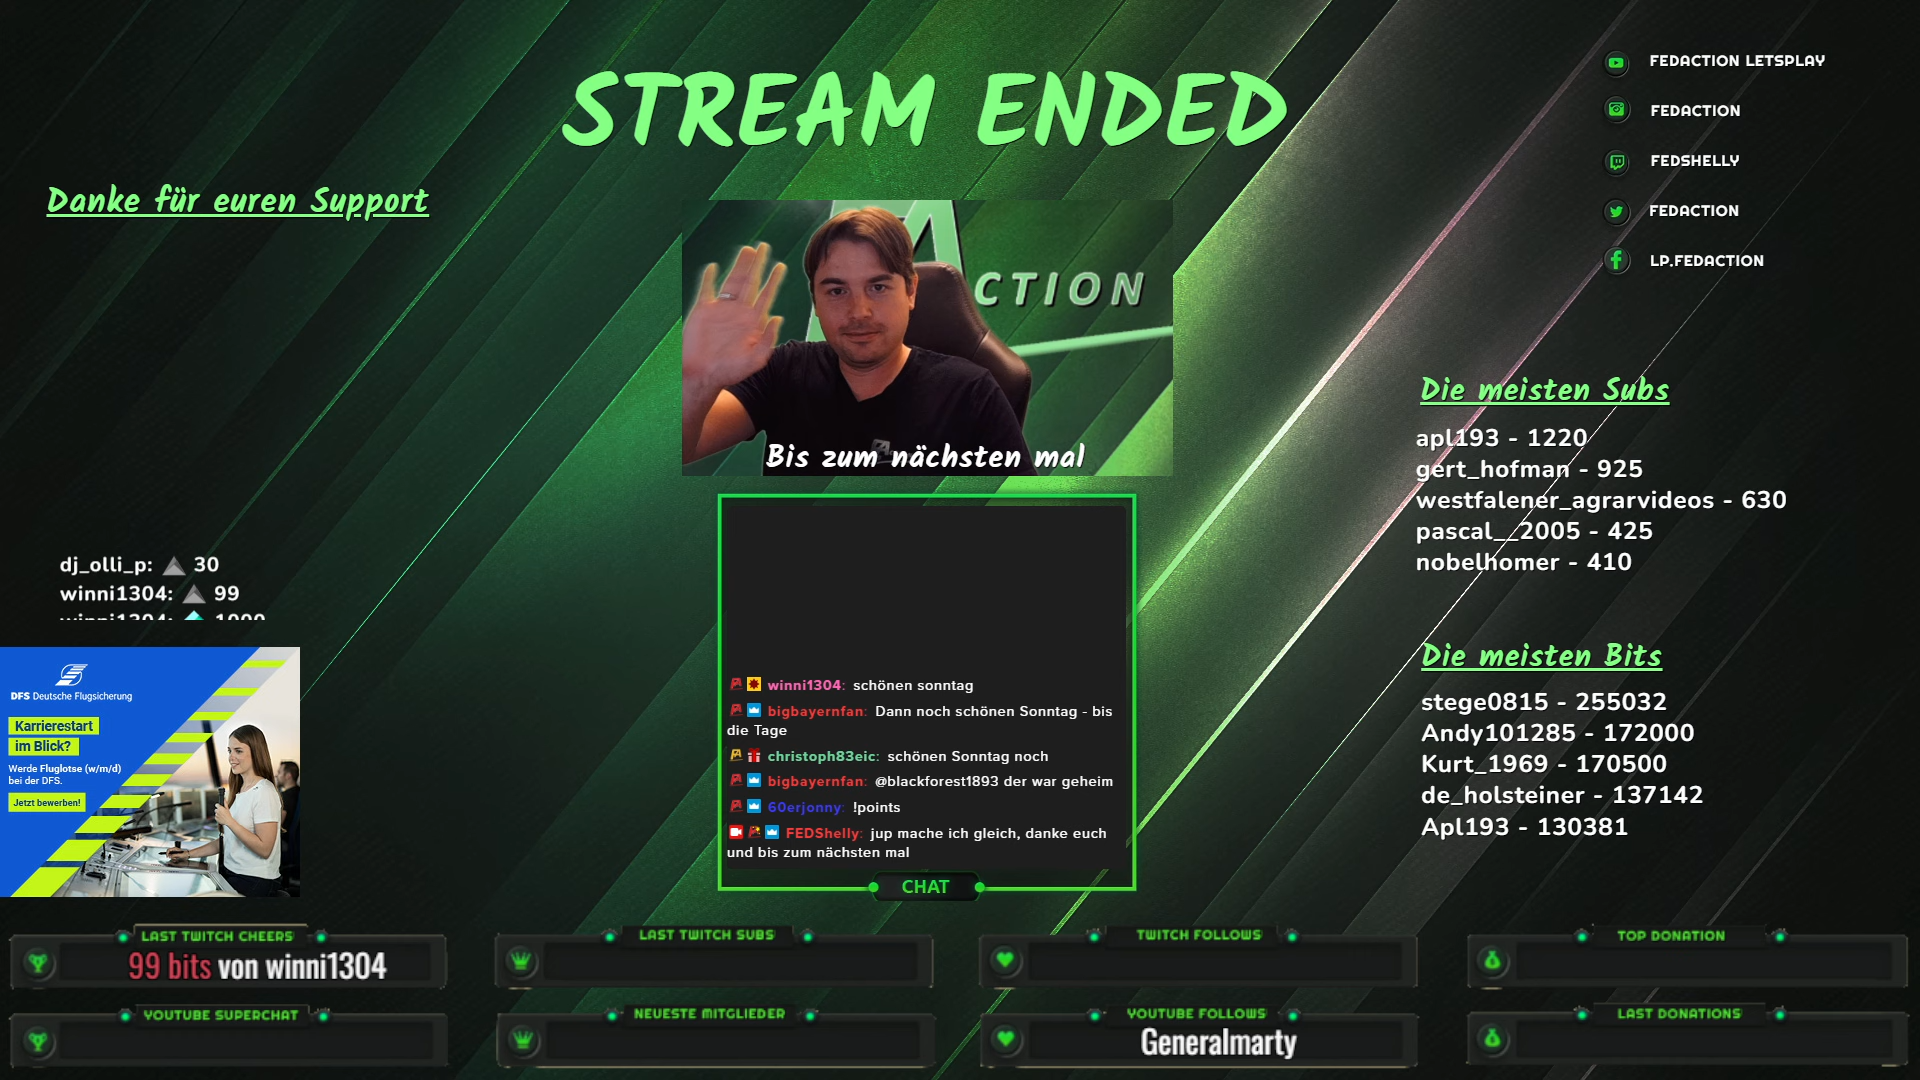 STREAM ENDED
FEDACTION LETSPLAY
FEDACTION
FEDSHELLY
FEDACTION
LP.FEDACTION
Danke für euren Support
CTION
Bis zum nächsten mal
Die meisten Subs
apl193 - 1220
gert_hofman - 925
westfalener_agrarvideos - 630
pascal__2005 - 425
nobelhomer - 410
dj_olli_p: 30
winni1304: 99
winni1304: 1000
DFS Deutsche Flugsicherung
Karrierestart
im Blick?
Werde Fluglotse (w/m/d)
bei der DFS.
Jetzt bewerben!
winni1304: schönen sonntag
bigbayernfan: Dann noch schönen Sonntag - bis
die Tage
christoph83eic: schönen Sonntag noch
bigbayernfan: @blackforest1893 der war geheim
60erjonny: !points
FEDShelly: jup mache ich gleich, danke euch
und bis zum nächsten mal
CHAT
Die meisten Bits
stege0815 - 255032
Andy101285 - 172000
Kurt_1969 - 170500
de_holsteiner - 137142
Apl193 - 130381
LAST TWITCH CHEERS
99 bits von winni1304
LAST TWITCH SUBS
TWITCH FOLLOWS
TOP DONATION
YOUTUBE SUPERCHAT
NEUESTE MITGLIEDER
YOUTUBE FOLLOWS
Generalmarty
LAST DONATIONS